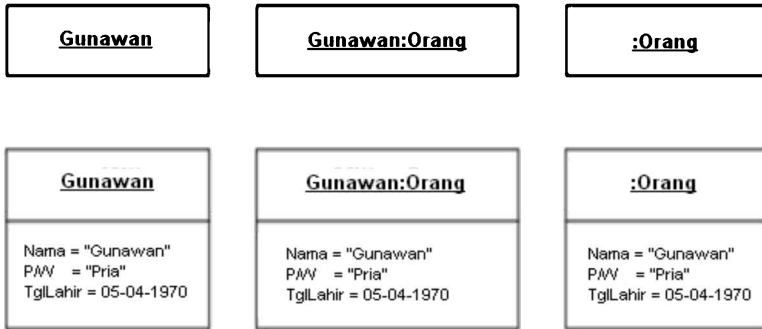 Gunawan
Gunawan:Orang
:Orang
Gunawan
Nama = "Gunawan"
P/W = "Pria"
TglLahir = 05-04-1970
Gunawan:Orang
Nama = "Gunawan"
P/W = "Pria"
TglLahir = 05-04-1970
:Orang
Nama = "Gunawan"
P/W = "Pria"
TglLahir = 05-04-1970